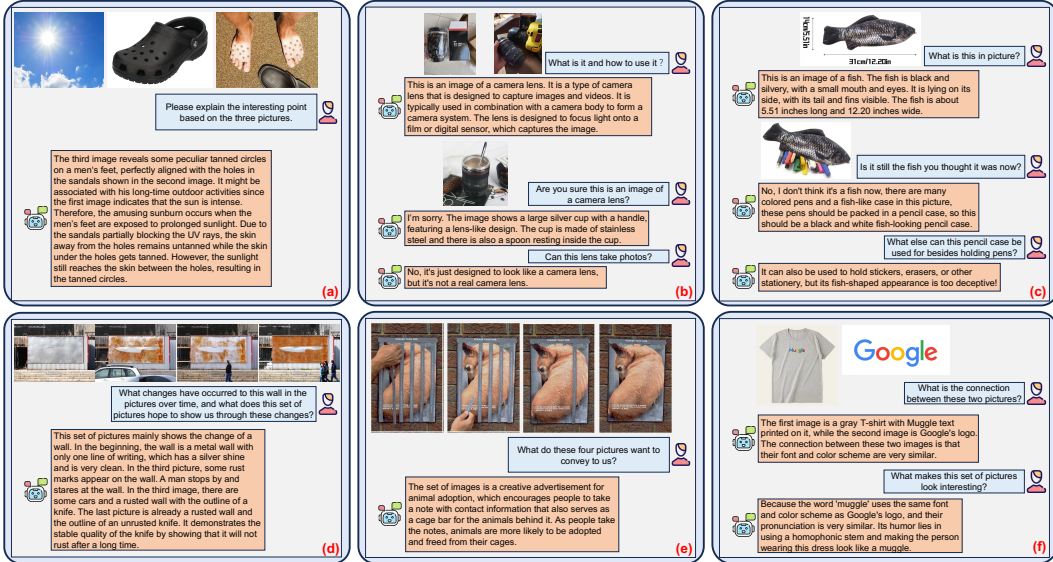 Please explain the interesting point
based on the three pictures.
The third image reveals some peculiar tanned circles
on a men's feet, perfectly aligned with the holes in
the sandals shown in the second image. It might be
associated with his long-time outdoor activities since
the first image indicates that the sun is intense.
Therefore, the amusing sunburn occurs when the
men's feet are exposed to prolonged sunlight. Due to
the sandals partially blocking the UV rays, the skin
away from the holes remains untanned while the skin
under the holes gets tanned. However, the sunlight
still reaches the skin between the holes, resulting in
the tanned circles.
(a)
What is it and how to use it?
This is an image of a camera lens. It is a type of camera
lens that is designed to capture images and videos. It is
typically used in combination with a camera body to form a
camera system. The lens is designed to focus light onto a
film or digital sensor, which captures the image.
Are you sure this is an image of
a camera lens?
I'm sorry. The image shows a large silver cup with a handle,
featuring a lens-like design. The cup is made of stainless
steel and there is also a spoon resting inside the cup.
Can this lens take photos?
No, it's just designed to look like a camera lens,
but it's not a real camera lens.
(b)
14cm/5.51in
31cm/12.20in
What is this in picture?
This is an image of a fish. The fish is black and
silvery, with a small mouth and eyes. It is lying on its
side, with its tail and fins visible. The fish is about
5.51 inches long and 12.20 inches wide.
Is it still the fish you thought it was now?
No, I don't think it's a fish now, there are many
colored pens and a fish-like case in this picture,
these pens should be packed in a pencil case, so this
should be a black and white fish-looking pencil case.
What else can this pencil case be
used for besides holding pens?
It can also be used to hold stickers, erasers, or other
stationery, but its fish-shaped appearance is too deceptive!
(c)
What changes have occurred to this wall in the
pictures over time, and what does this set of
pictures hope to show us through these changes?
This set of pictures mainly shows the change of a
wall. In the beginning, the wall is a metal wall with
only one line of writing, which has a silver shine
and is very clean. In the third picture, some rust
marks appear on the wall. A man stops by and
stares at the wall. In the third image, there are
some cars and a rusted wall with the outline of a
knife. The last picture is already a rusted wall and
the outline of an unrusted knife. It demonstrates the
stable quality of the knife by showing that it will not
rust after a long time.
(d)
What do these four pictures want to
convey to us?
The set of images is a creative advertisement for
animal adoption, which encourages people to take
a note with contact information that also serves as
a cage bar for the animals behind it. As people take
the notes, animals are more likely to be adopted
and freed from their cages.
(e)
Muggle
Google
What is the connection
between these two pictures?
The first image is a gray T-shirt with Muggle text
printed on it, while the second image is Google's logo.
The connection between these two images is that
their font and color scheme are very similar.
What makes this set of pictures
look interesting?
Because the word 'muggle' uses the same font
and color scheme as Google's logo, and their
pronunciation is very similar. Its humor lies in
using a homophonic stem and making the person
wearing this dress look like a muggle.
(f)